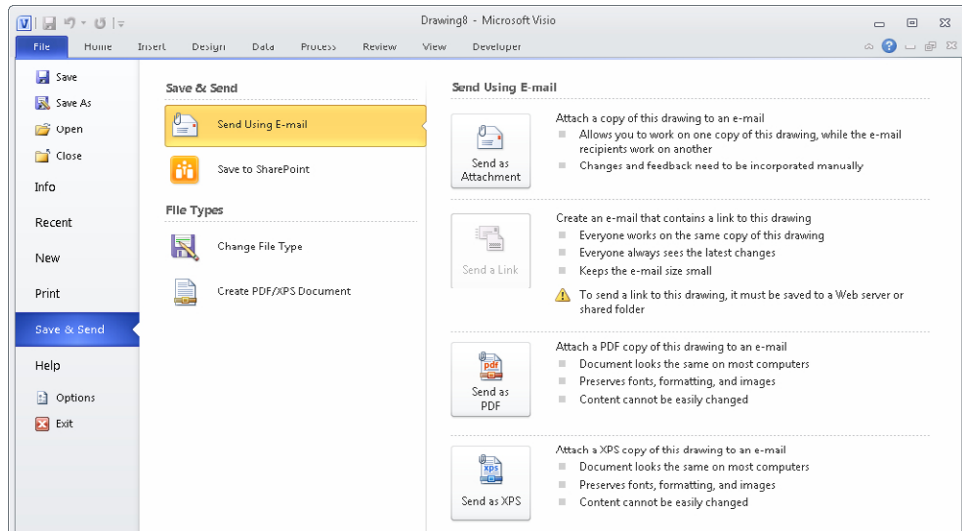 Drawing8 - Microsoft Visio
File Home Insert Design Data Process Review View Developer
Save
Save As
Open
Close
Info
Recent
New
Print
Save & Send
Help
Options
Exit
Save & Send
Send Using E-mail
Save to SharePoint
File Types
Change File Type
Create PDF/XPS Document
Send Using E-mail
Send as
Attachment
Attach a copy of this drawing to an e-mail
Allows you to work on one copy of this drawing, while the e-mail
recipients work on another
Changes and feedback need to be incorporated manually
Send a Link
Create an e-mail that contains a link to this drawing
Everyone works on the same copy of this drawing
Everyone always sees the latest changes
Keeps the e-mail size small
To send a link to this drawing, it must be saved to a Web server or
shared folder
pdf
Send as
PDF
Attach a PDF copy of this drawing to an e-mail
Document looks the same on most computers
Preserves fonts, formatting, and images
Content cannot be easily changed
xps
Send as XPS
Attach a XPS copy of this drawing to an e-mail
Document looks the same on most computers
Preserves fonts, formatting, and images
Content cannot be easily changed